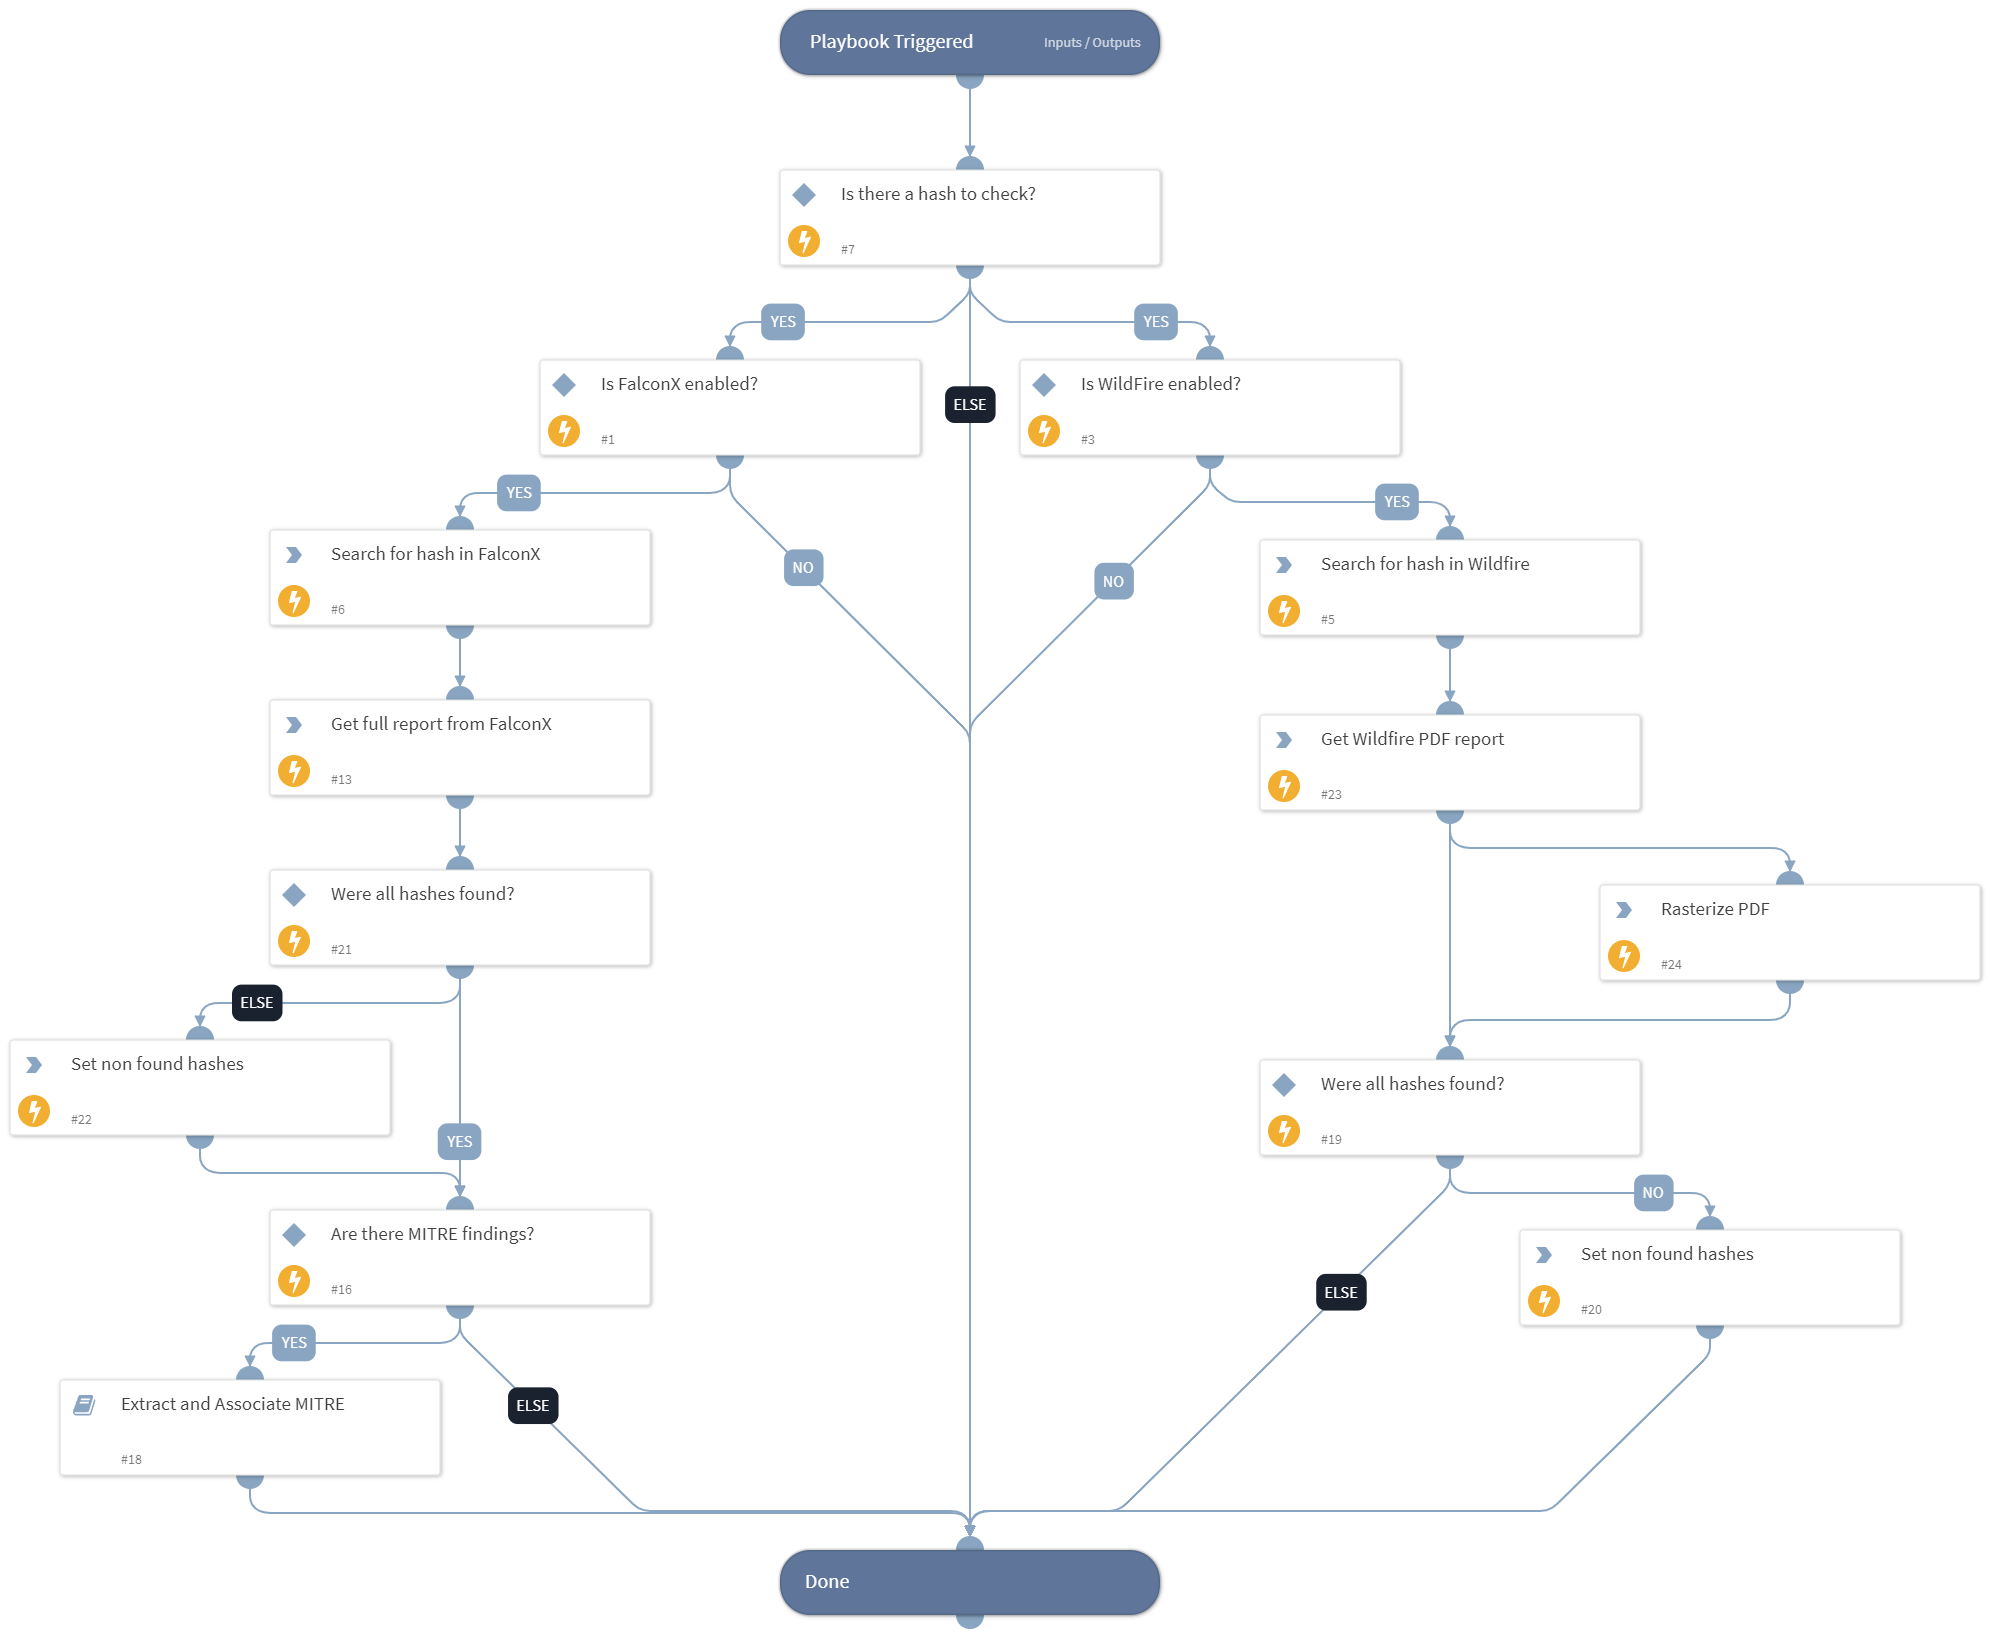 Playbook Triggered
Inputs / Outputs
Is there a hash to check?
#7
YES
YES
Is FalconX enabled?
#1
ELSE
Is WildFire enabled?
#3
YES
YES
Search for hash in FalconX
#6
NO
NO
Search for hash in Wildfire
#5
Get full report from FalconX
#13
Get Wildfire PDF report
#23
Were all hashes found?
#21
Rasterize PDF
#24
ELSE
Set non found hashes
#22
YES
Were all hashes found?
#19
NO
Are there MITRE findings?
#16
Set non found hashes
#20
ELSE
YES
Extract and Associate MITRE
#18
ELSE
Done